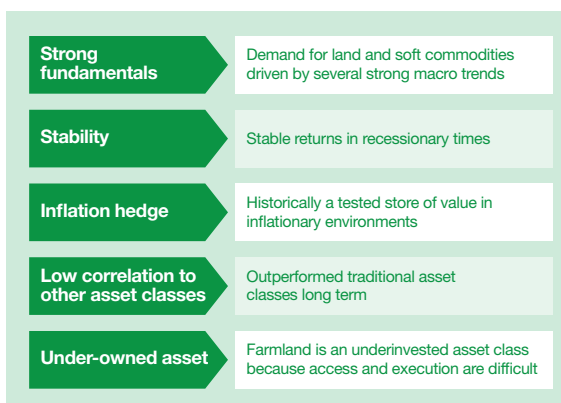 Strong
fundamentals
Demand for land and soft commodities
driven by several strong macro trends
Stability
Stable returns in recessionary times
Inflation hedge
Historically a tested store of value in
inflationary environments
Low correlation to
other asset classes
Outperformed traditional asset
classes long term
Under-owned asset
Farmland is an underinvested asset class
because access and execution are difficult